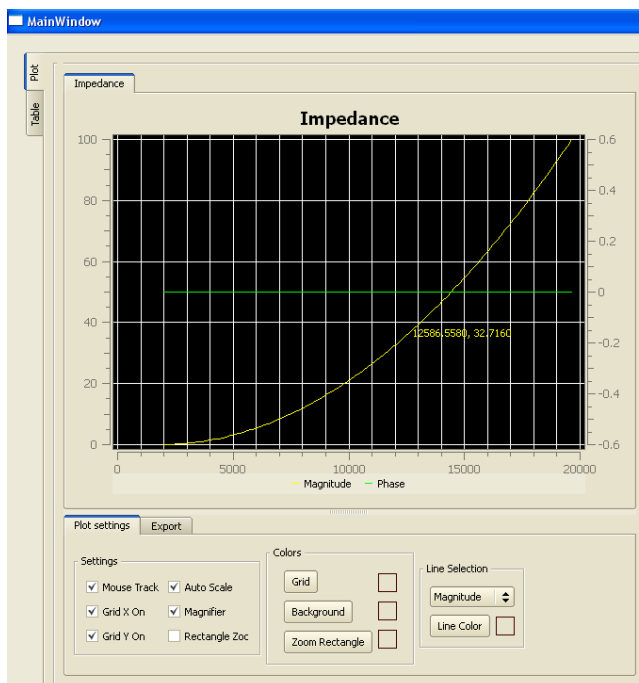 MainWindow
Plot
Table
Impedance
Impedance
100
80
60
40
20
0
0.6
0.4
0.2
0
-0.2
-0.4
-0.6
12586.5580, 32.7160
0 5000 10000 15000 20000
Magnitude Phase
Plot settings Export
Settings
Mouse Track Auto Scale
Grid X On Magnifier
Grid Y On Rectangle Zoc
Colors
Grid
Background
Zoom Rectangle
Line Selection
Magnitude
Line Color